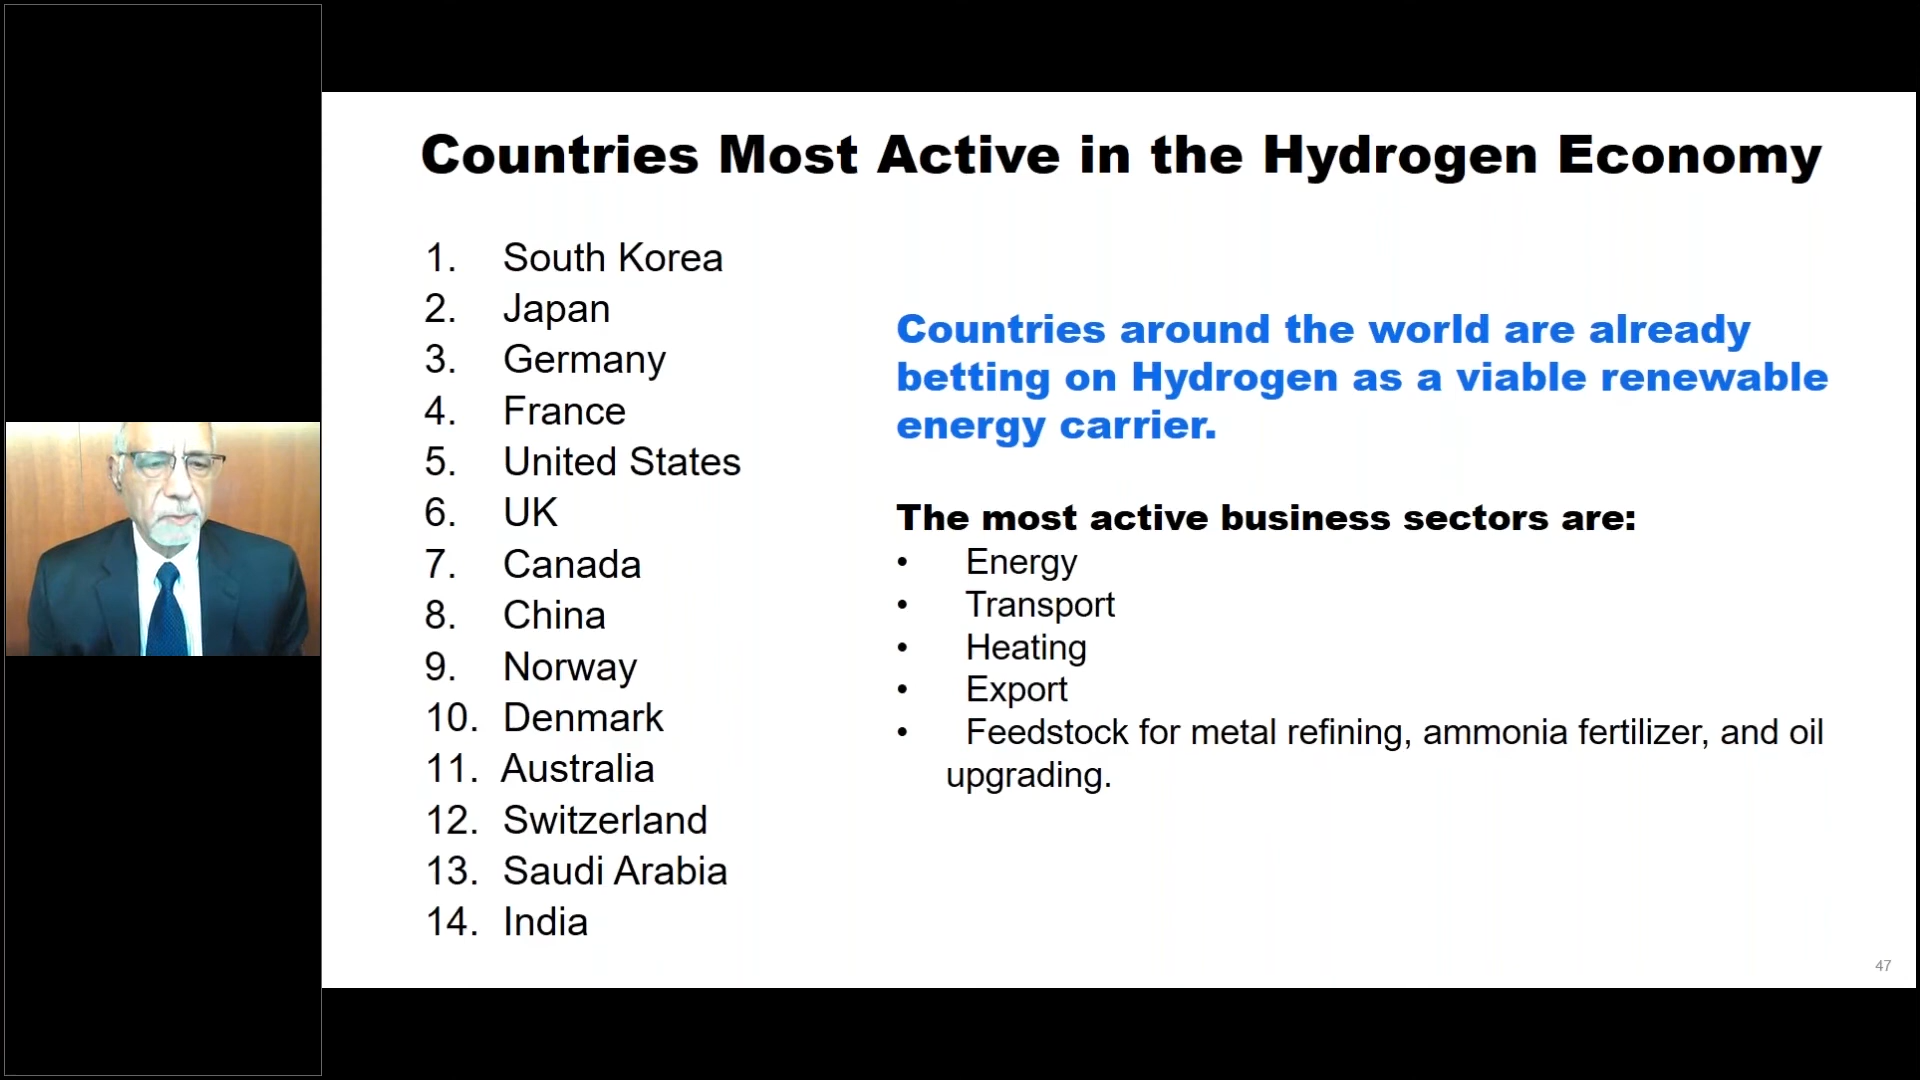 Countries Most Active in the Hydrogen Economy
1. South Korea
2. Japan
3. Germany
4. France
5. United States
6. UK
7. Canada
8. China
9. Norway
10. Denmark
11. Australia
12. Switzerland
13. Saudi Arabia
14. India
Countries around the world are already
betting on Hydrogen as a viable renewable
energy carrier.
The most active business sectors are:
• Energy
• Transport
• Heating
• Export
• Feedstock for metal refining, ammonia fertilizer, and oil
upgrading.
47